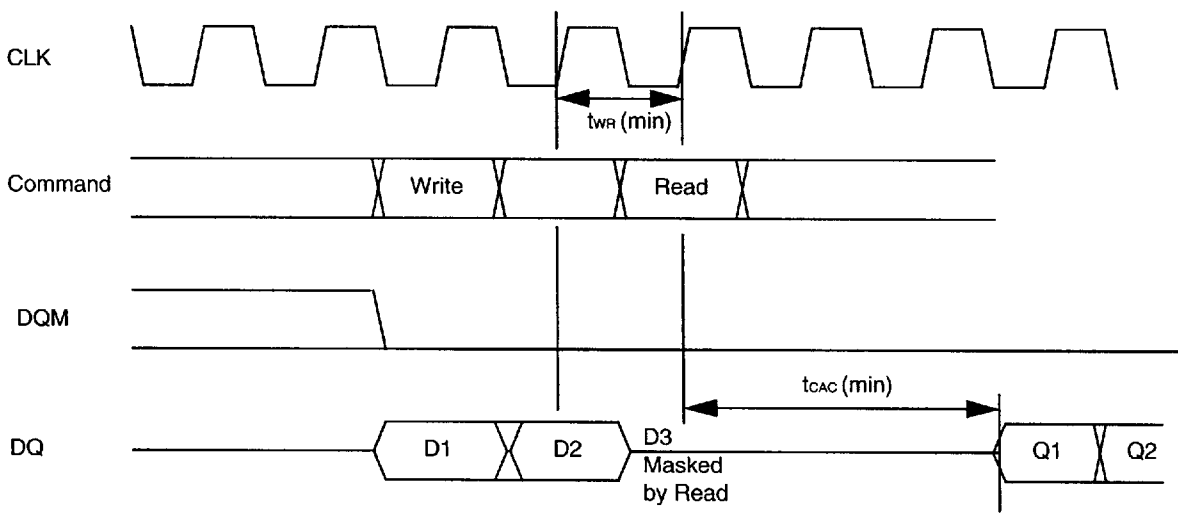 CLK
tWR (min)
Command
Write
Read
DQM
tCAC (min)
DQ
D1
D2
D3
Masked
by Read
Q1
Q2